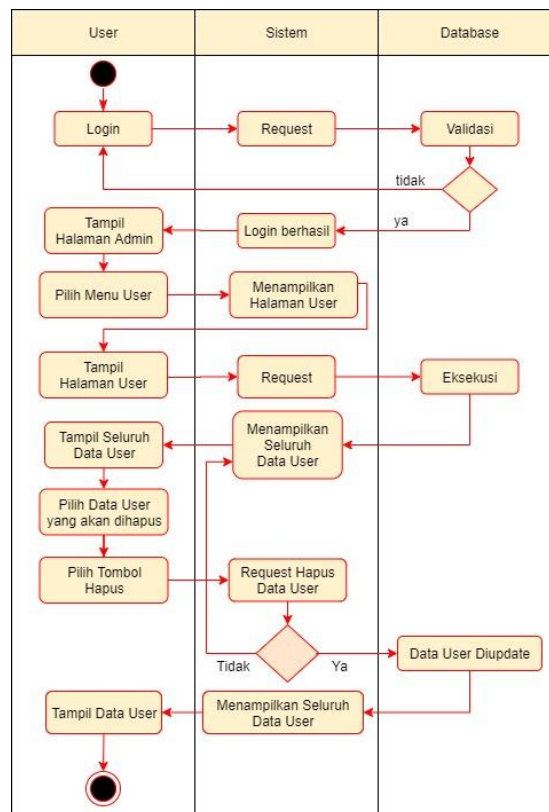 User
Sistem
Database
Login
Request
Validasi
tidak
Tampil
Halaman Admin
Login berhasil
ya
Pilih Menu User
Menampilkan
Halaman User
Tampil
Halaman User
Request
Eksekusi
Tampil Seluruh
Data User
Menampilkan
Seluruh
Data User
Pilih Data User
yang akan dihapus
Pilih Tombol
Hapus
Request Hapus
Data User
Tidak
Ya
Data User Diupdate
Tampil Data User
Menampilkan Seluruh
Data User